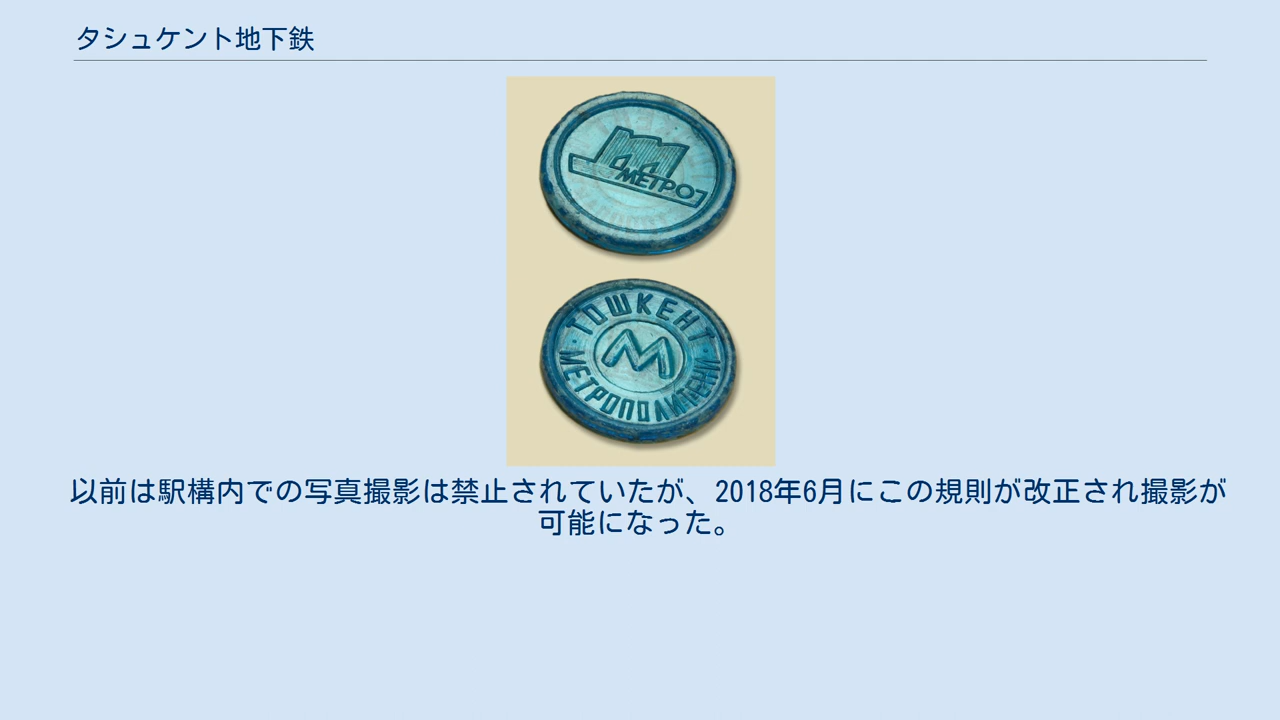 タシュケント地下鉄
МЕТРО
ТОШКЕНТ
М
МЕТРОПОЛИТЕНИ
以前は駅構内での写真撮影は禁止されていたが、2018年6月にこの規則が改正され撮影が
可能になった。